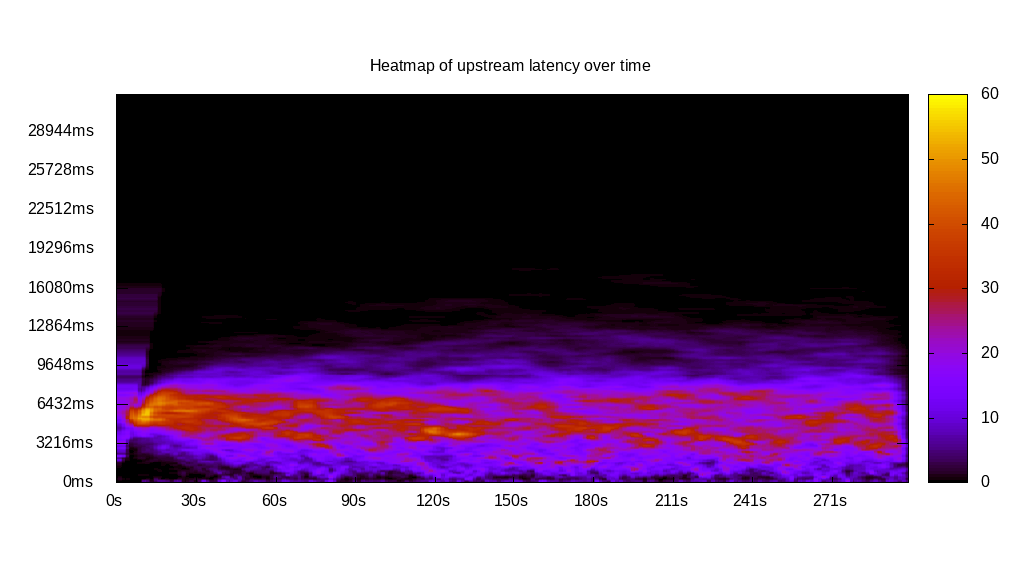 Heatmap of upstream latency over time
28944ms
25728ms
22512ms
19296ms
16080ms
12864ms
9648ms
6432ms
3216ms
0ms
0s 30s 60s 90s 120s 150s 180s 211s 241s 271s
60
50
40
30
20
10
0